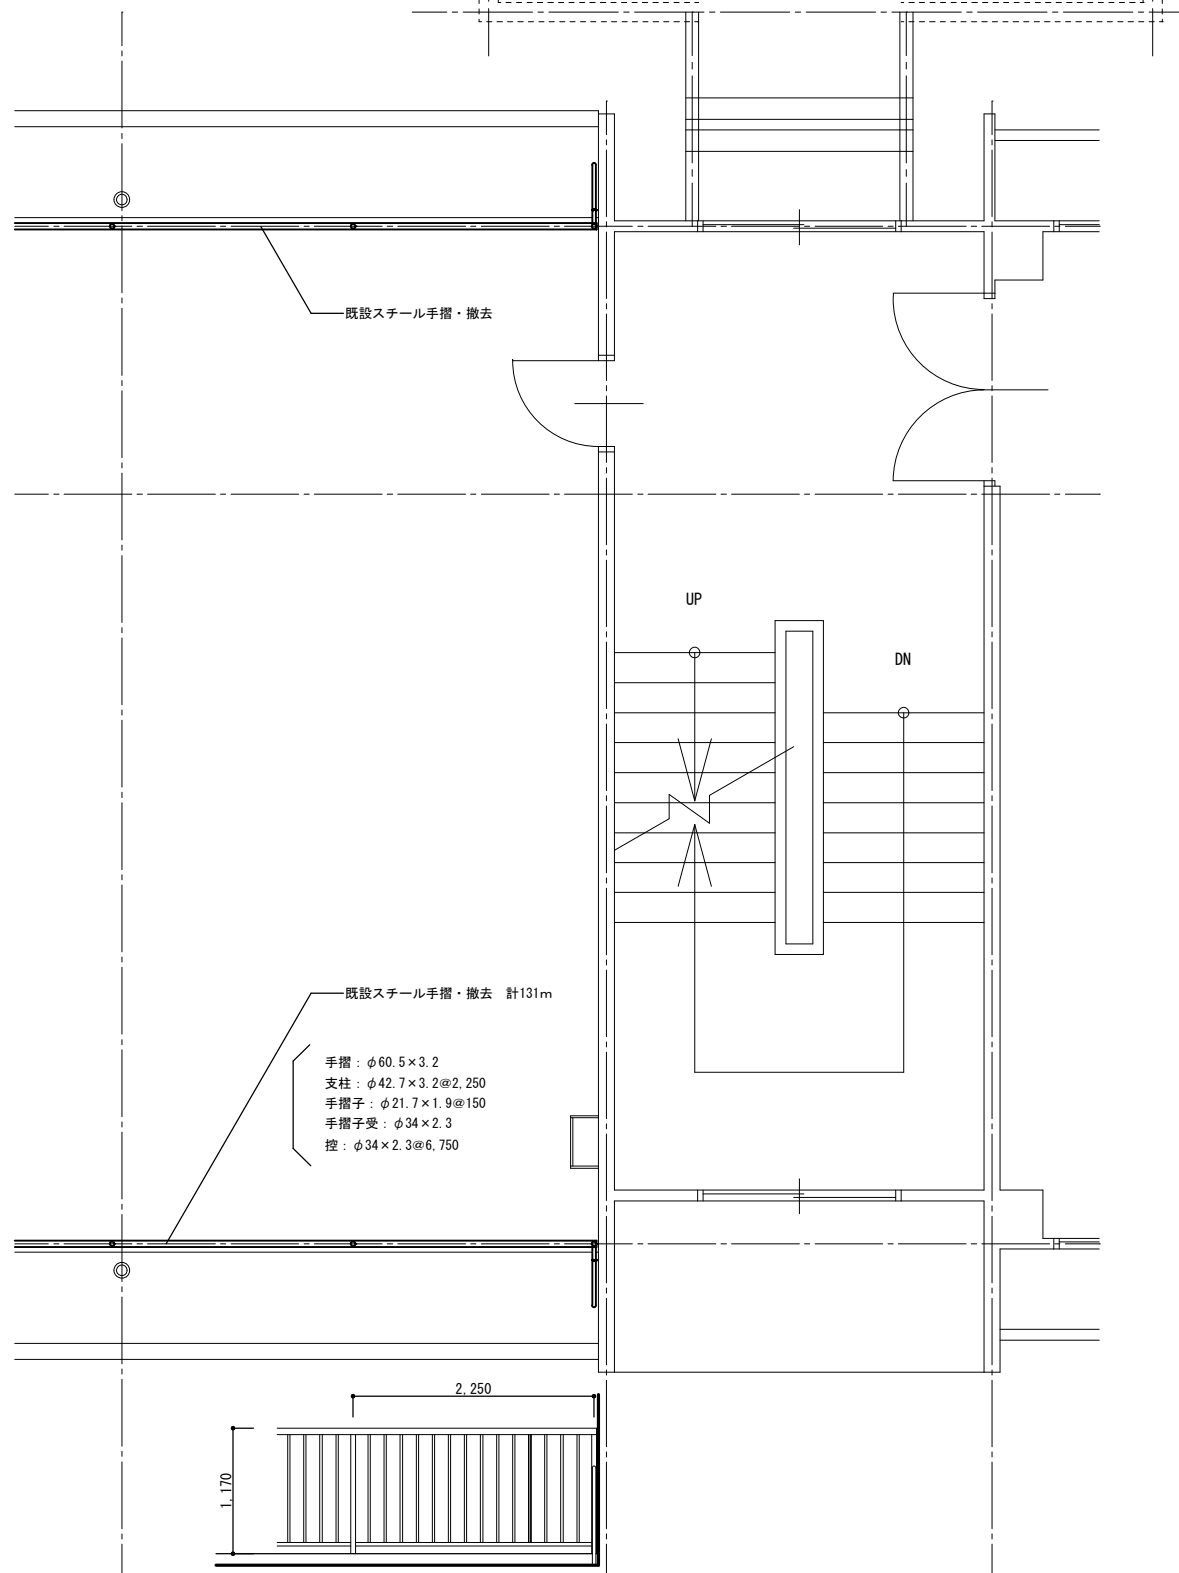 既設スチール手摺・撤去
UP
DN
既設スチール手摺・撤去　計131m
手摺：φ60.5×3.2
支柱：φ42.7×3.2@2,250
手摺子：φ21.7×1.9@150
手摺子受：φ34×2.3
控：φ34×2.3@6,750
2,250
1,170